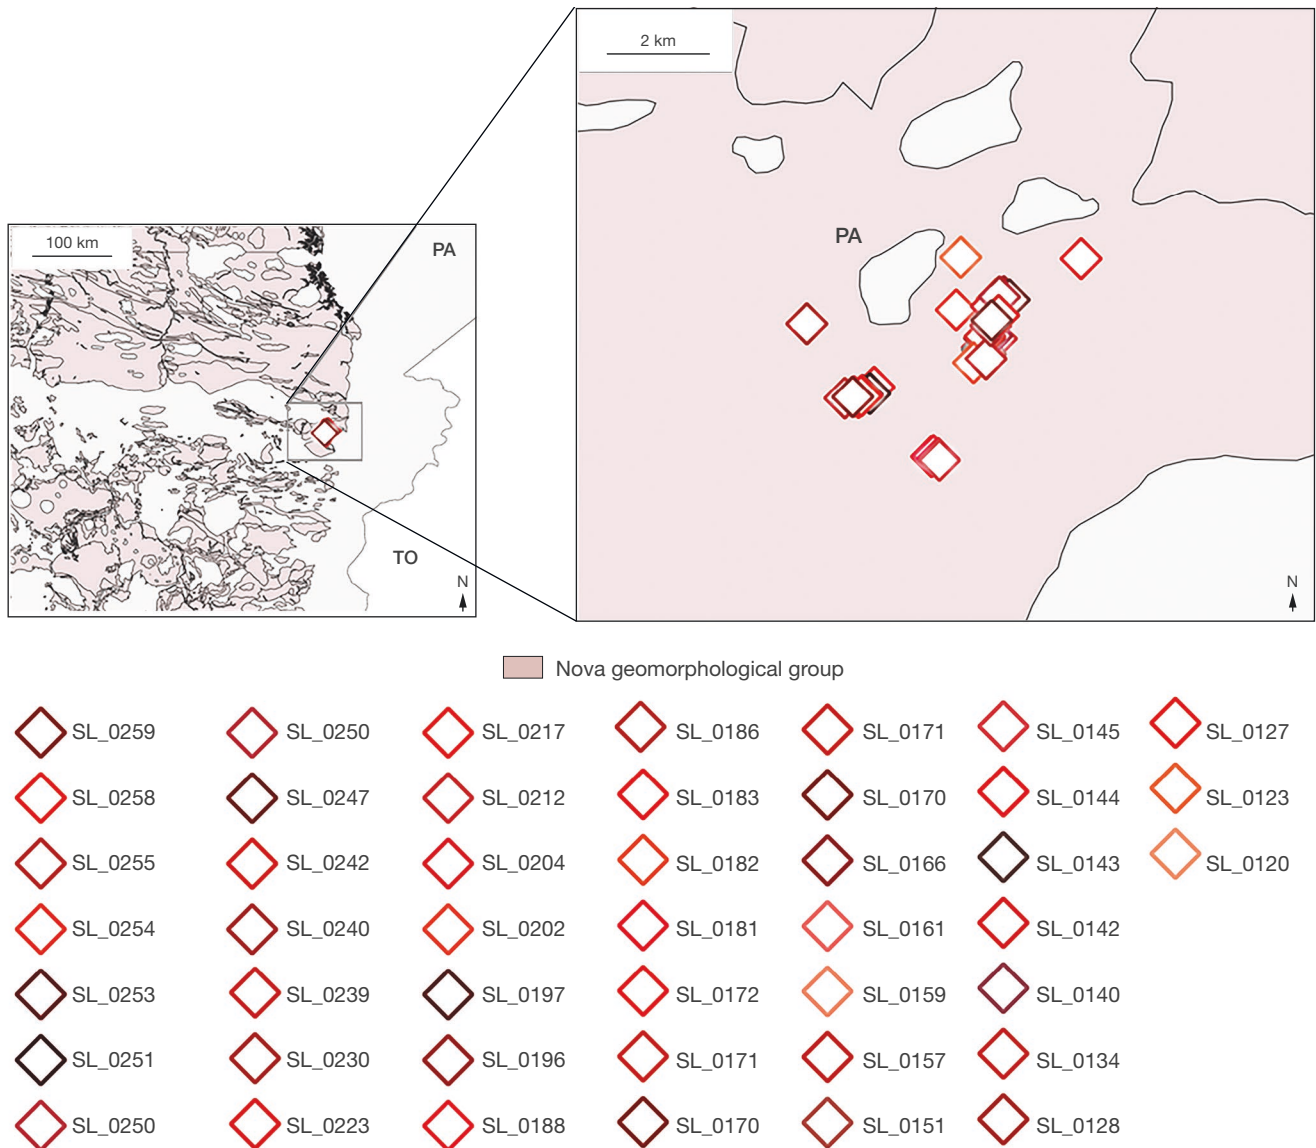 2 km
PA
100 km
PA
TO
N
N
Nova geomorphological group
SL_0259 SL_0250 SL_0217 SL_0186 SL_0171 SL_0145 SL_0127
SL_0258 SL_0247 SL_0212 SL_0183 SL_0170 SL_0144 SL_0123
SL_0255 SL_0242 SL_0204 SL_0182 SL_0166 SL_0143 SL_0120
SL_0254 SL_0240 SL_0202 SL_0181 SL_0161 SL_0142
SL_0253 SL_0239 SL_0197 SL_0172 SL_0159 SL_0140
SL_0251 SL_0230 SL_0196 SL_0171 SL_0157 SL_0134
SL_0250 SL_0223 SL_0188 SL_0170 SL_0151 SL_0128